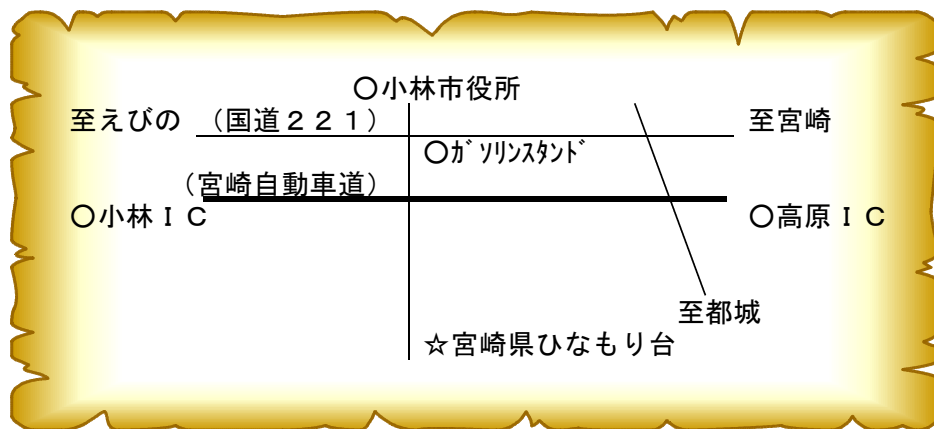 ○小林市役所
至えびの （国道２２１） 至宮崎
○ｶﾞｿﾘﾝｽﾀﾝﾄﾞ
（宮崎自動車道）
○小林ＩＣ ○高原ＩＣ
至都城
☆宮崎県ひなもり台